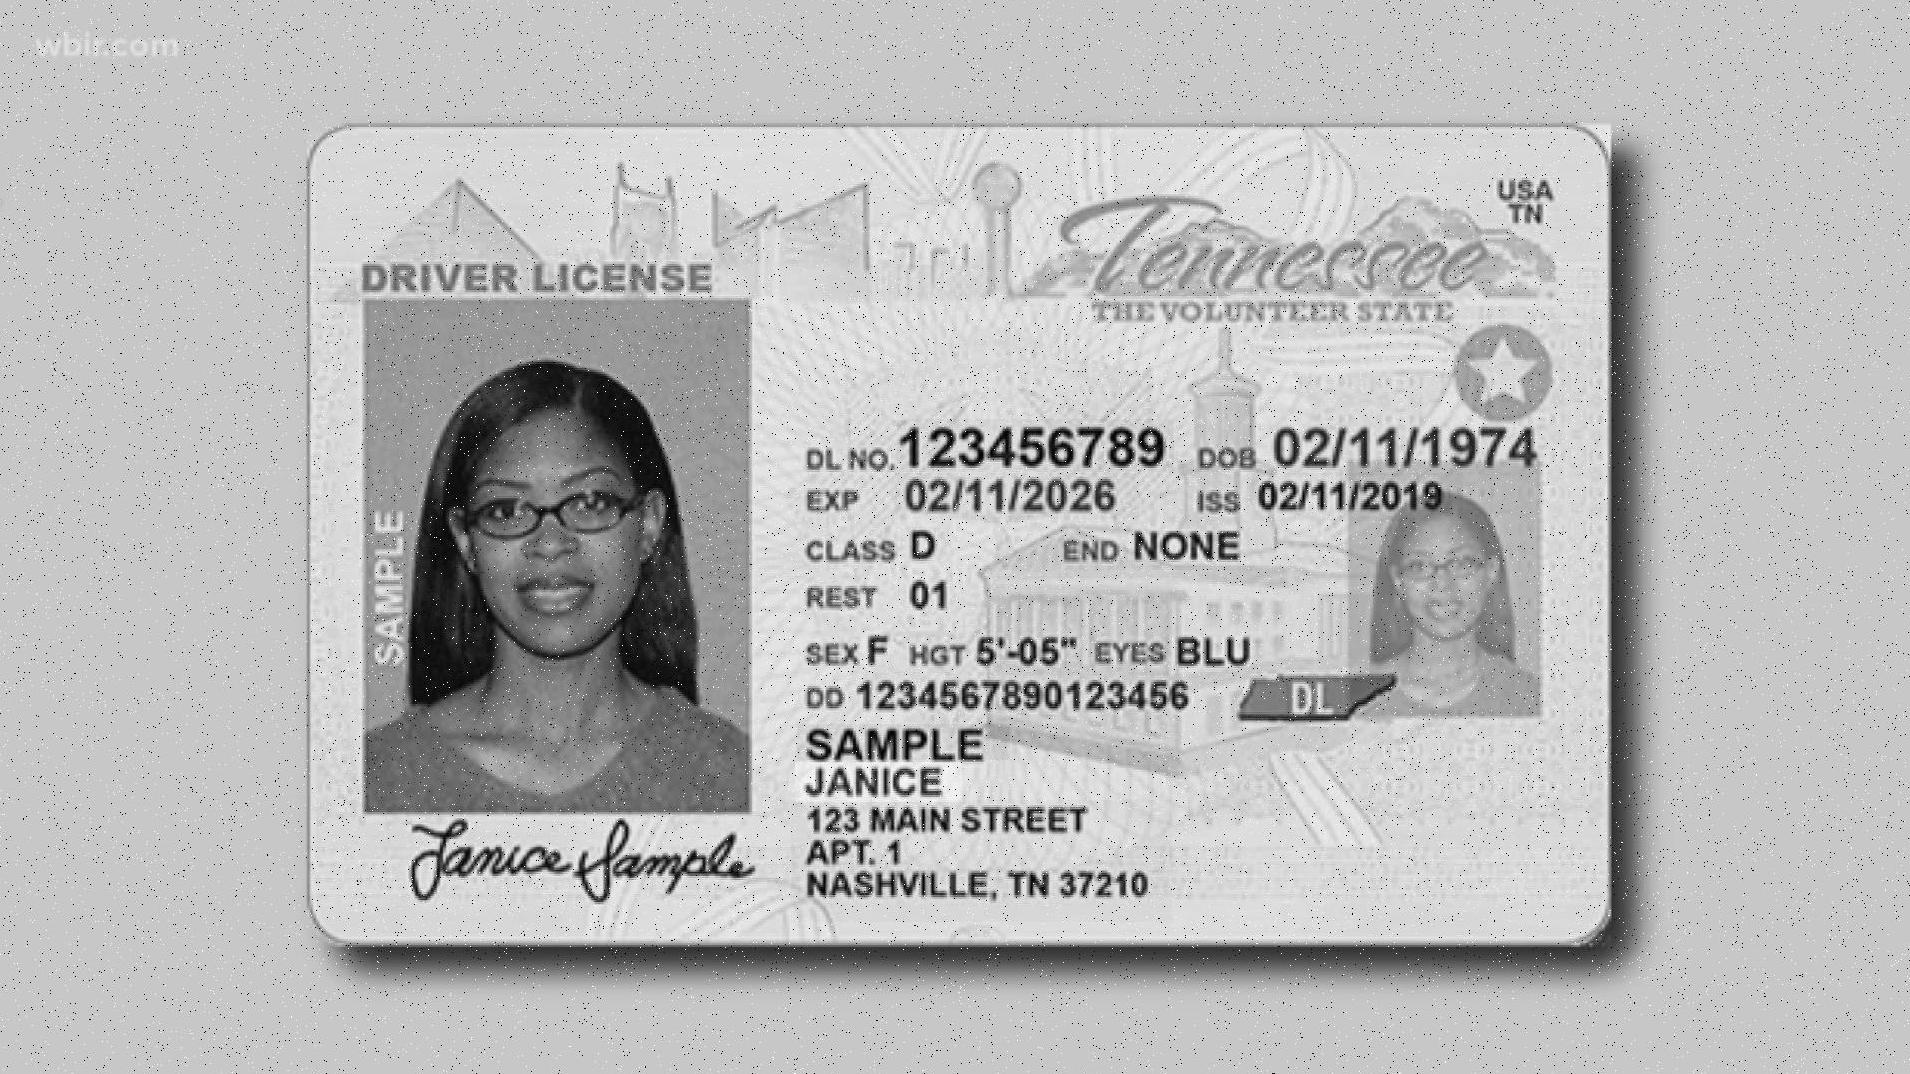 wbir.com
USA
TN
DRIVER LICENSE
Tennessee
THE VOLUNTEER STATE
DL NO. 123456789 DOB 02/11/1974
EXP 02/11/2026 ISS 02/11/2019
CLASS D END NONE
REST 01
SEX F HGT 5'-05" EYES BLU
DD 1234567890123456
DL
SAMPLE
JANICE
123 MAIN STREET
APT. 1
NASHVILLE, TN 37210
SAMPLE
Janice Sample